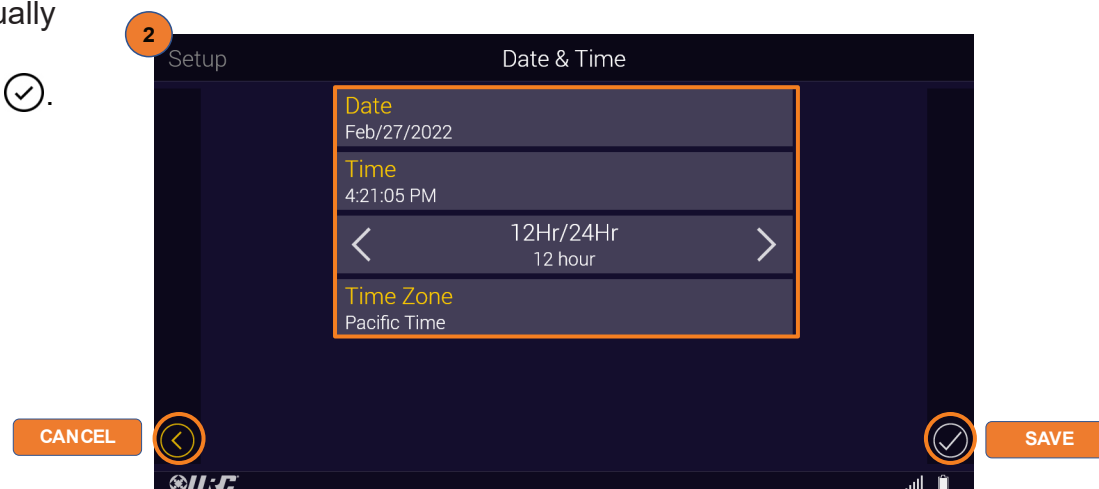 ually
2
Setup
Date & Time
.
Date
Feb/27/2022
Time
4:21:05 PM
12Hr/24Hr
12 hour
Time Zone
Pacific Time
CANCEL
SAVE
URC